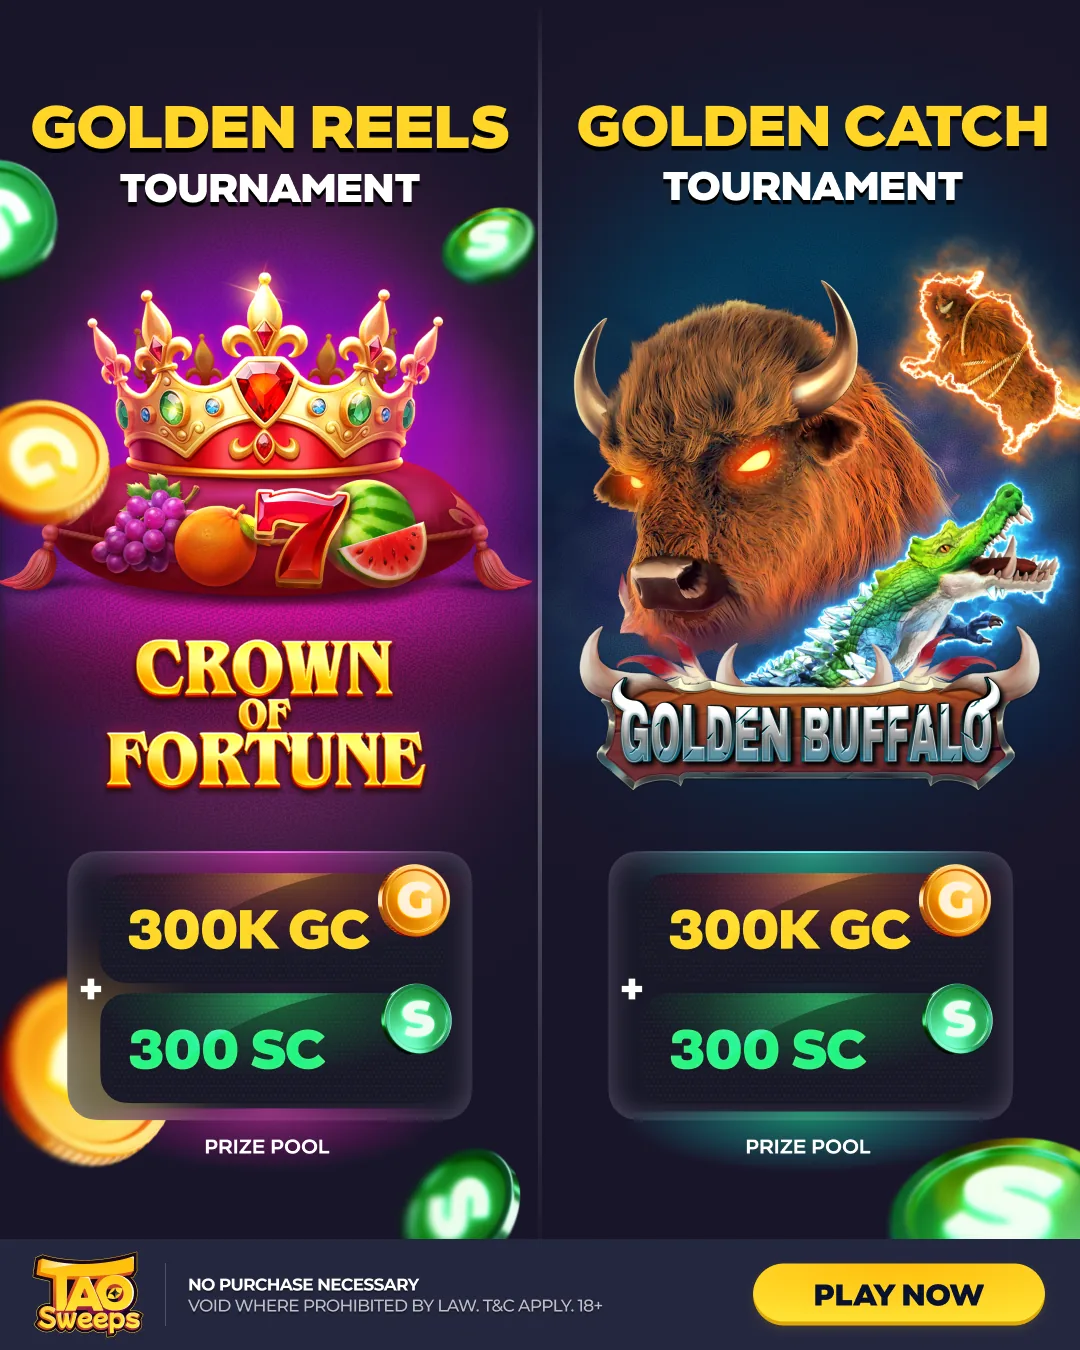 GOLDEN REELS
TOURNAMENT
7
CROWN
OF
FORTUNE
300K GC
G
+
300 SC
S
PRIZE POOL
GOLDEN CATCH
TOURNAMENT
GOLDEN BUFFALO
300K GC
G
+
300 SC
S
PRIZE POOL
TAO
Sweeps
NO PURCHASE NECESSARY
VOID WHERE PROHIBITED BY LAW. T&C APPLY. 18+
PLAY NOW